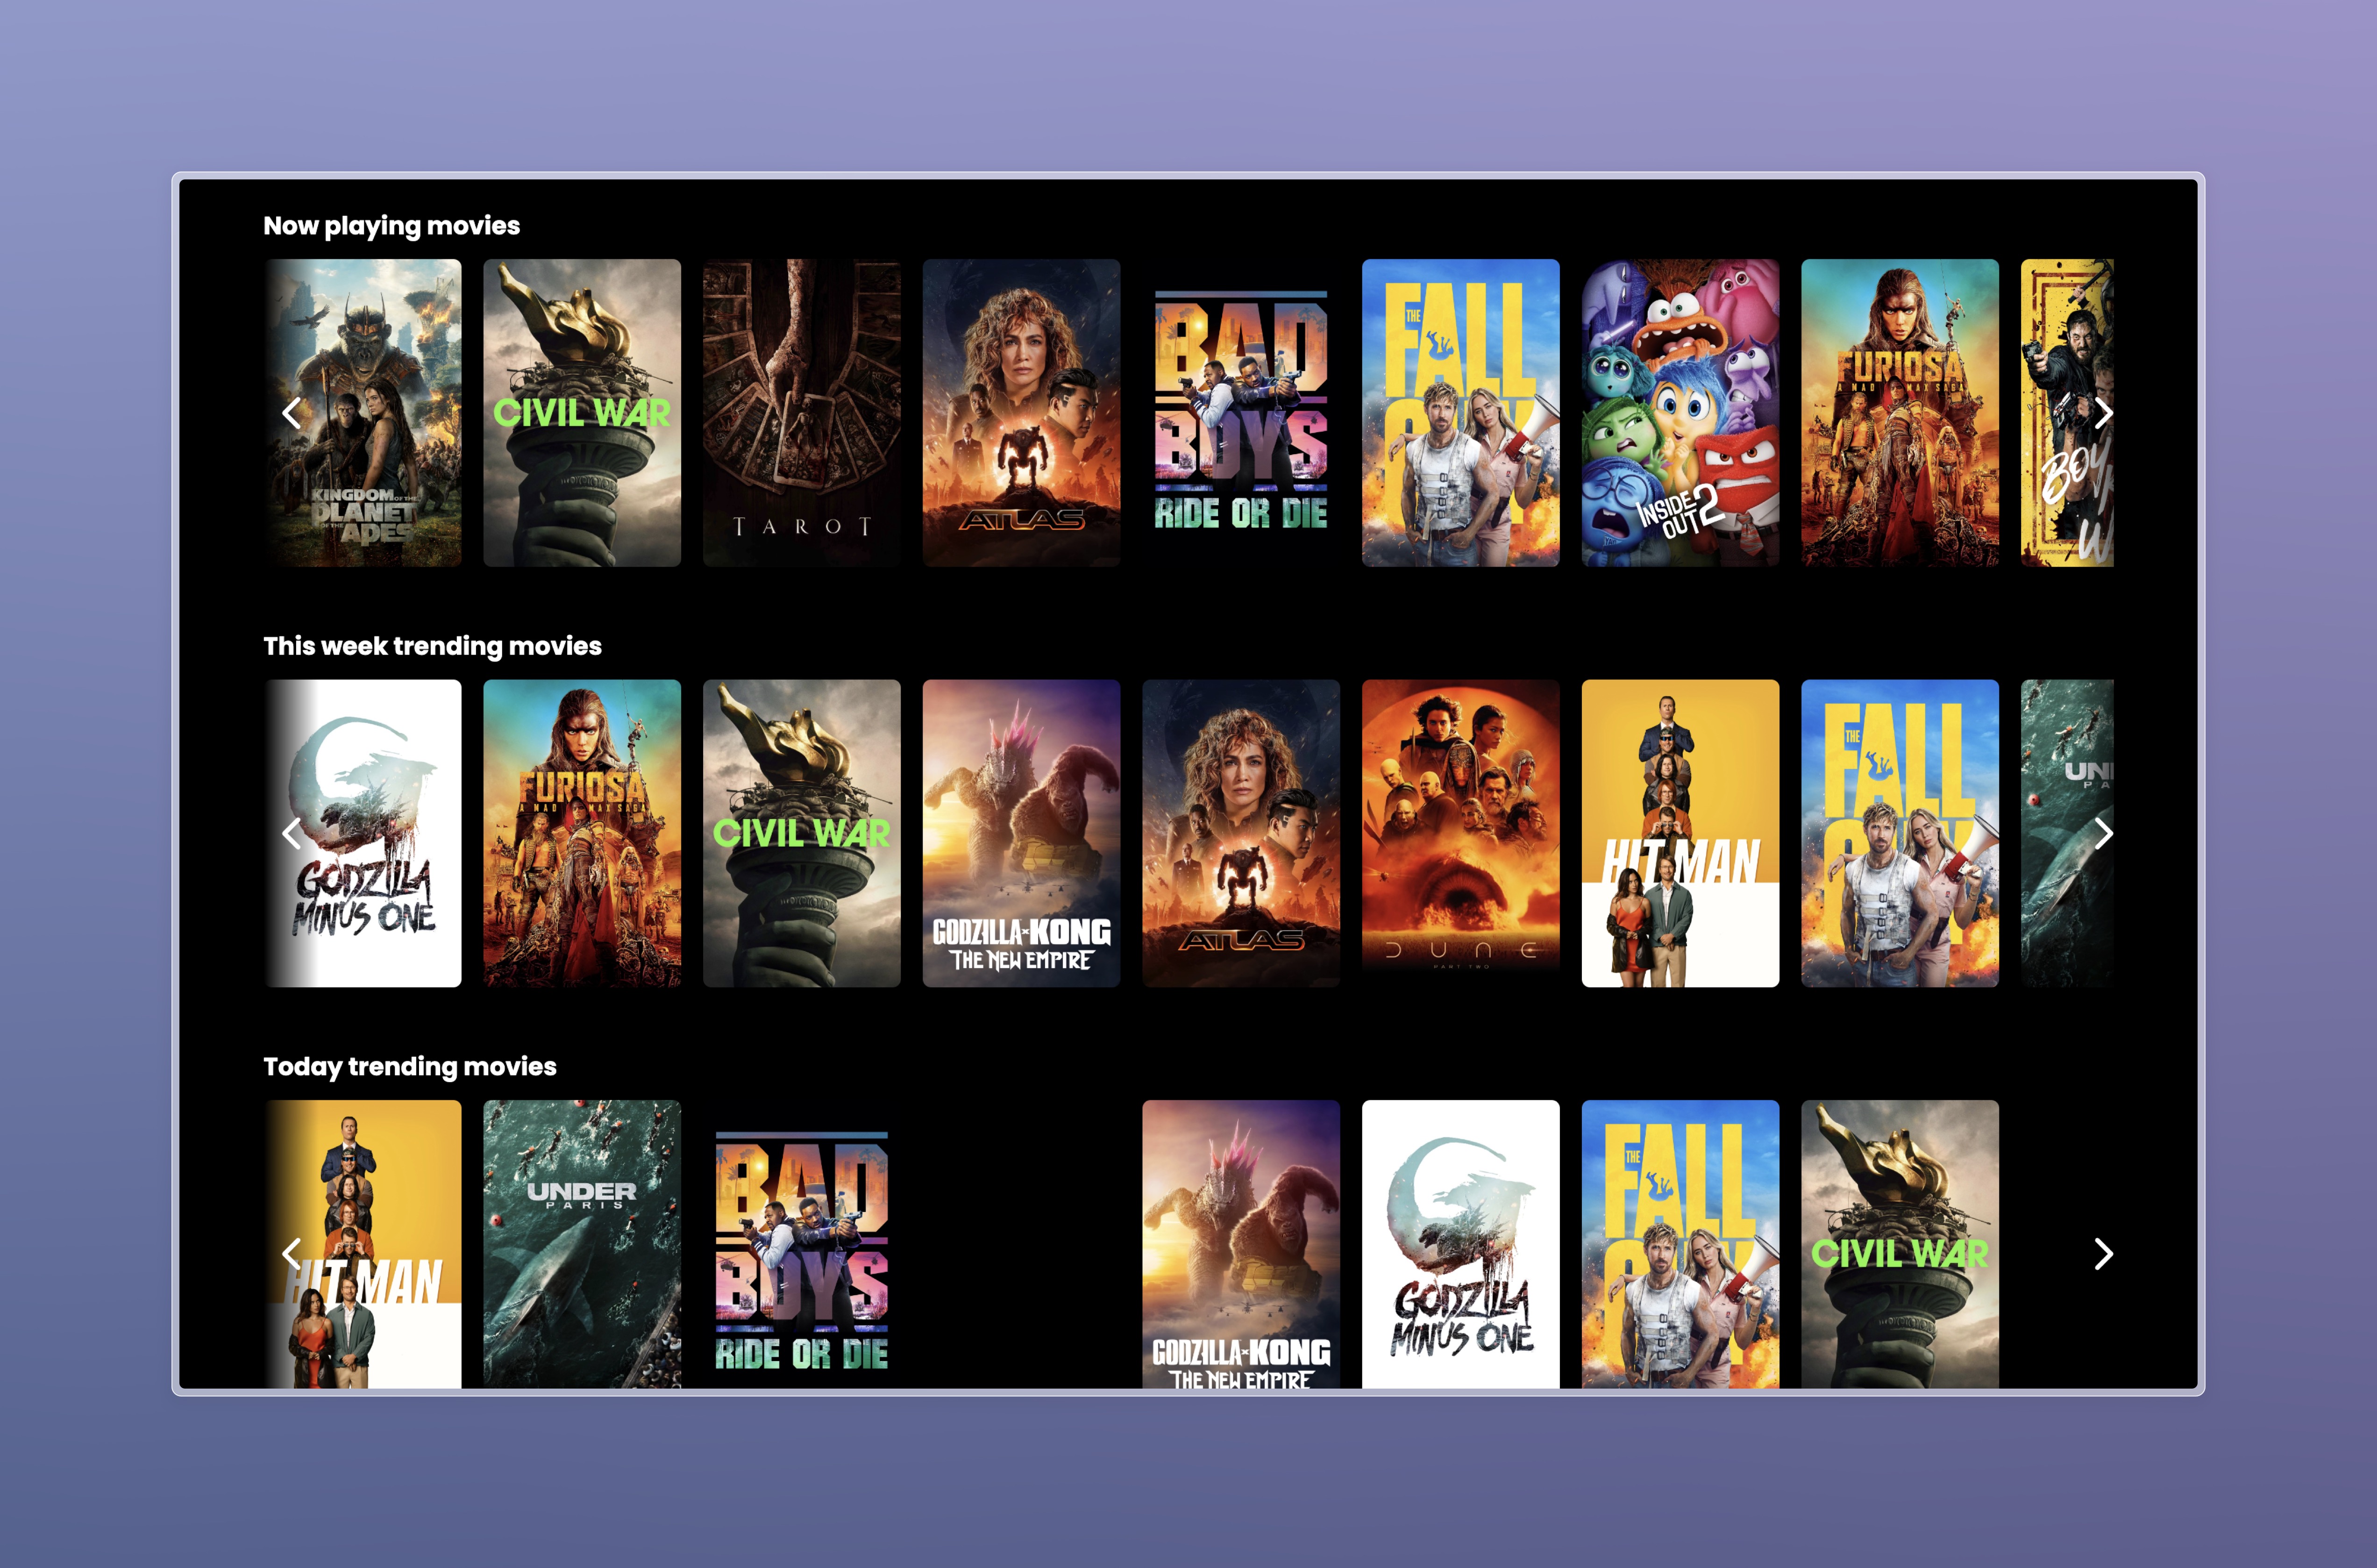 Now playing movies
KINGDOM OF THE
PLANET
OF THE APES
CIVIL WAR
TAROT
ATLAS
BAD
BOYS
RIDE OR DIE
THE
FALL
GUY
INSIDE
OUT 2
FURIOSA
A MAD MAX SAGA
BOY
W
This week trending movies
GODZILLA
MINUS ONE
FURIOSA
A MAD MAX SAGA
CIVIL WAR
GODZILLA x KONG
THE NEW EMPIRE
ATLAS
DUNE
PART TWO
HIT MAN
THE
FALL
GUY
UN
PA
Today trending movies
HIT MAN
UNDER
PARIS
BAD
BOYS
RIDE OR DIE
GODZILLA x KONG
THE NEW EMPIRE
GODZILLA
MINUS ONE
THE
FALL
GUY
CIVIL WAR